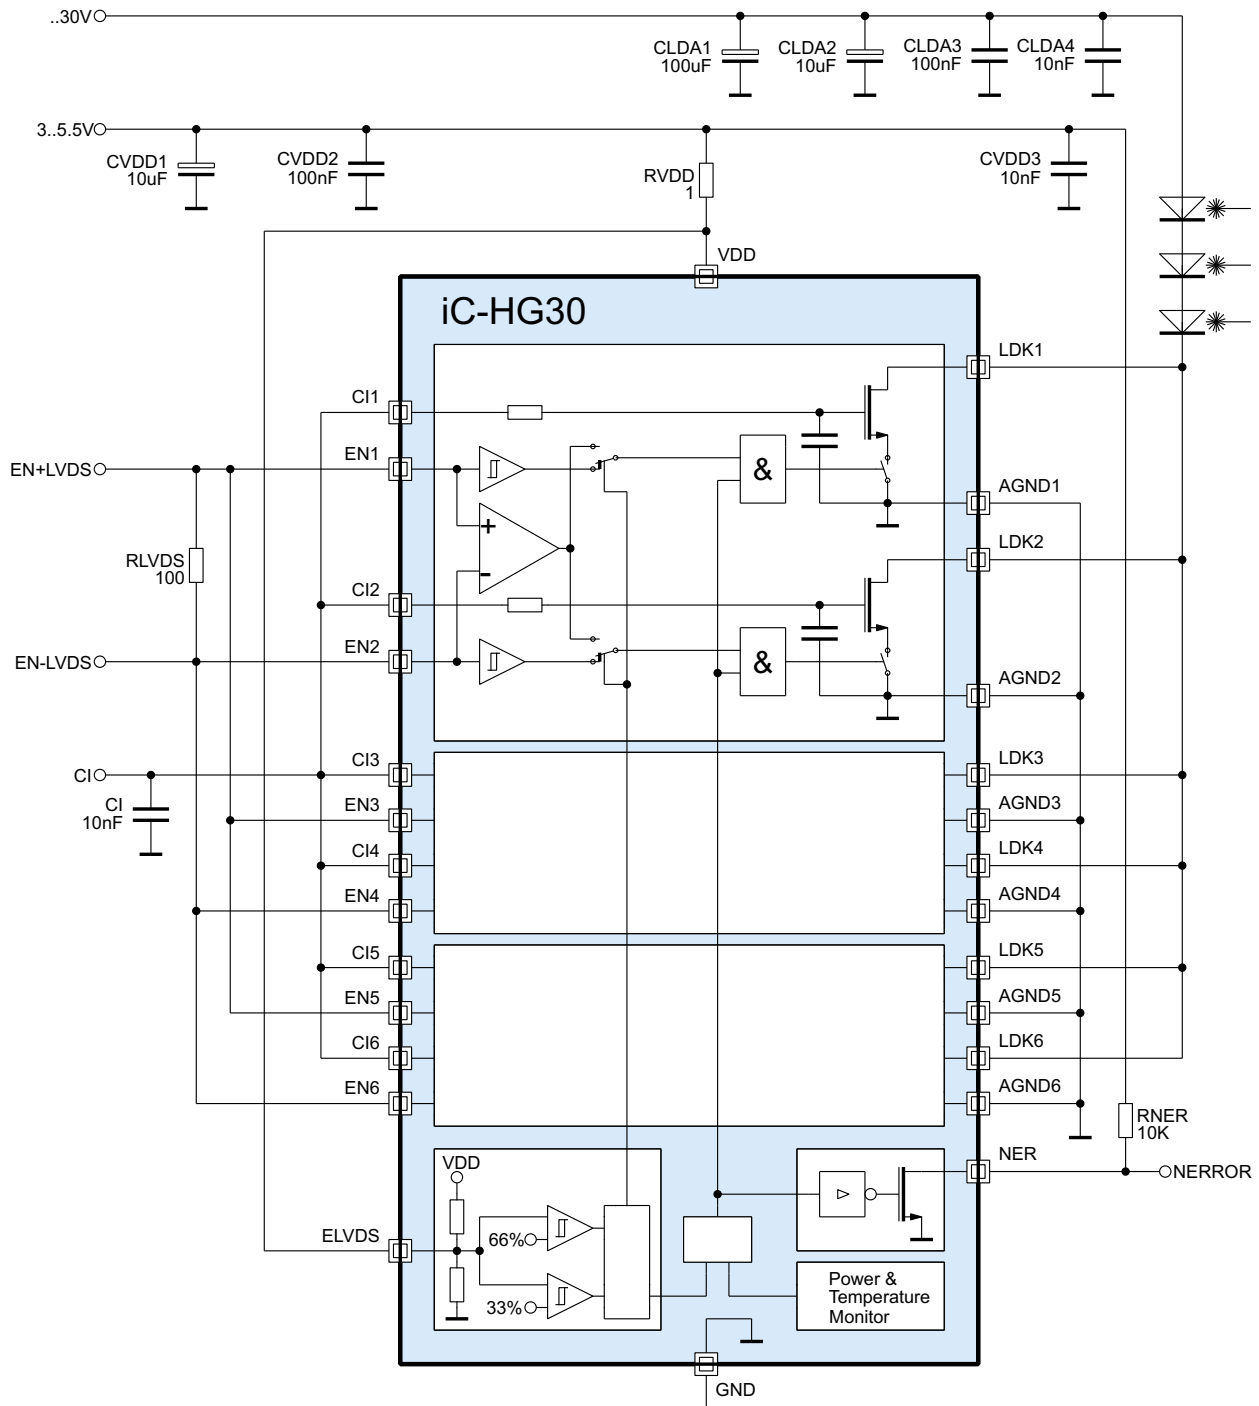 ..30V
CLDA1
100uF
CLDA2
10uF
CLDA3
100nF
CLDA4
10nF
3..5.5V
CVDD1
10uF
CVDD2
100nF
RVDD
1
CVDD3
10nF
VDD
iC-HG30
LDK1
CI1
EN1
EN+LVDS
&
AGND1
+
LDK2
RLVDS
100
-
CI2
EN2
EN-LVDS
&
AGND2
CI
CI
10nF
CI3
LDK3
EN3
AGND3
CI4
LDK4
EN4
AGND4
CI5
LDK5
EN5
AGND5
CI6
LDK6
EN6
AGND6
RNER
10K
VDD
NER
NERROR
ELVDS
66%
33%
Power &
Temperature
Monitor
GND